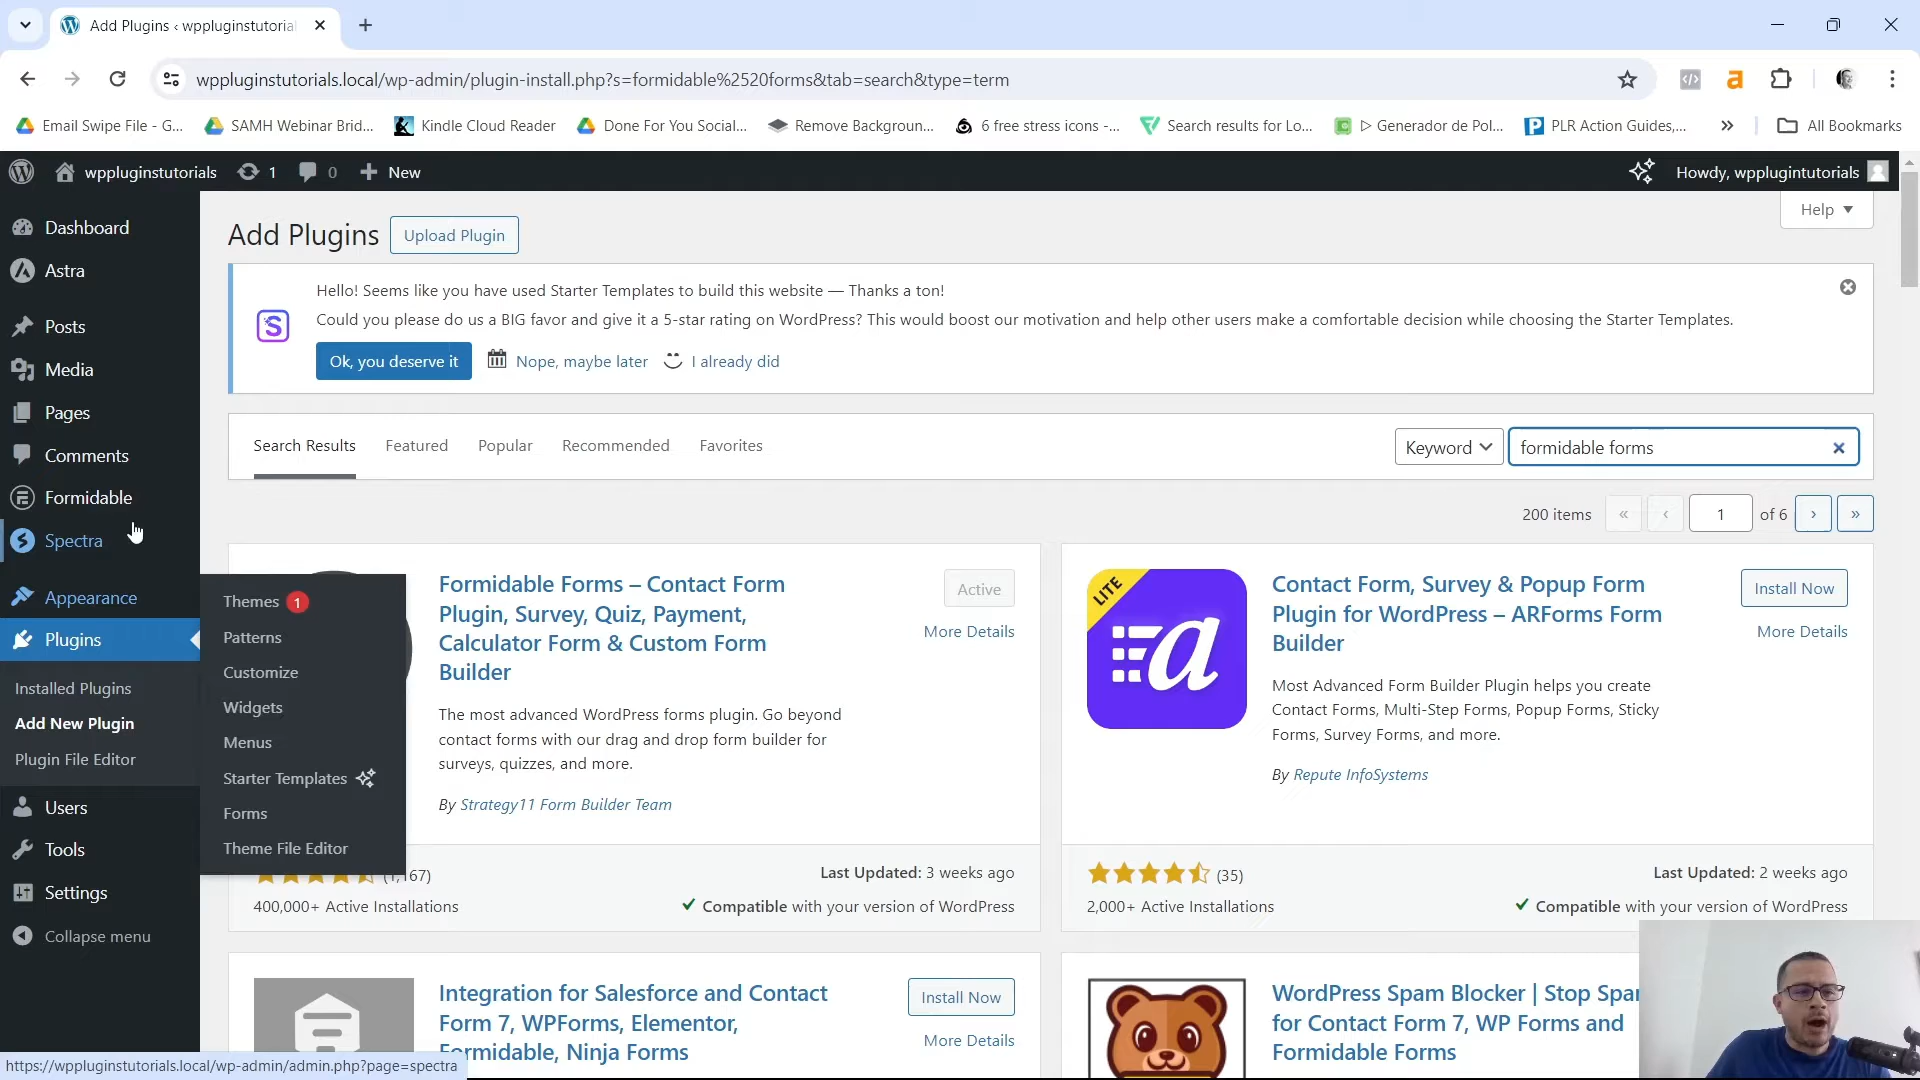 Add Plugins ‹ wppluginstutorial
wppluginstutorials.local/wp-admin/plugin-install.php?s=formidable%2520forms&tab=search&type=term
Email Swipe File - G...
SAMH Webinar Brid...
Kindle Cloud Reader
Done For You Social...
Remove Backgroun...
6 free stress icons -...
Search results for Lo...
▷ Generador de Pol...
PLR Action Guides,...
»
All Bookmarks
wppluginstutorials
1
0
New
Howdy, wpplugintutorials
Dashboard
Astra
Posts
Media
Pages
Comments
Formidable
Spectra
Appearance
Plugins
Installed Plugins
Add New Plugin
Plugin File Editor
Users
Tools
Settings
Collapse menu
Themes 1
Patterns
Customize
Widgets
Menus
Starter Templates
Forms
Theme File Editor
Help
Add Plugins
Upload Plugin
Hello! Seems like you have used Starter Templates to build this website — Thanks a ton!
Could you please do us a BIG favor and give it a 5-star rating on WordPress? This would boost our motivation and help other users make a comfortable decision while choosing the Starter Templates.
Ok, you deserve it
Nope, maybe later
I already did
Search Results
Featured
Popular
Recommended
Favorites
Keyword
formidable forms
200 items
«
‹
1
of 6
›
»
Formidable Forms – Contact Form
Plugin, Survey, Quiz, Payment,
Calculator Form & Custom Form
Builder
Active
More Details
The most advanced WordPress forms plugin. Go beyond
contact forms with our drag and drop form builder for
surveys, quizzes, and more.
By Strategy11 Form Builder Team
(1,167)
400,000+ Active Installations
Last Updated: 3 weeks ago
Compatible with your version of WordPress
LITE
a
Contact Form, Survey & Popup Form
Plugin for WordPress – ARForms Form
Builder
Install Now
More Details
Most Advanced Form Builder Plugin helps you create
Contact Forms, Multi-Step Forms, Popup Forms, Sticky
Forms, Survey Forms, and more.
By Repute InfoSystems
(35)
2,000+ Active Installations
Last Updated: 2 weeks ago
Compatible with your version of WordPress
Integration for Salesforce and Contact
Form 7, WPForms, Elementor,
Formidable, Ninja Forms
Install Now
More Details
WordPress Spam Blocker | Stop Spa
for Contact Form 7, WP Forms and
Formidable Forms
https://wppluginstutorials.local/wp-admin/admin.php?page=spectra